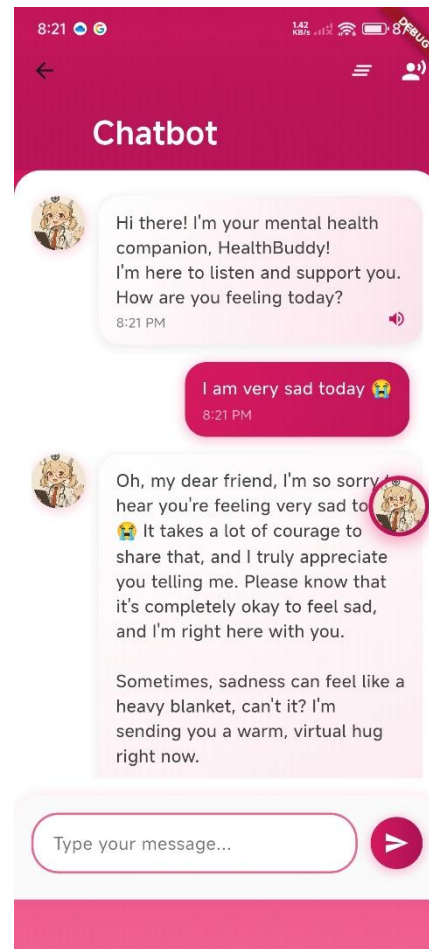 8:21
1.42
KB/s
DEBUG
Chatbot
Hi there! I'm your mental health
companion, HealthBuddy!
I'm here to listen and support you.
How are you feeling today?
8:21 PM
I am very sad today 😭
8:21 PM
Oh, my dear friend, I'm so sorry
hear you're feeling very sad
😭 It takes a lot of courage to
share that, and I truly appreciate
you telling me. Please know that
it's completely okay to feel sad,
and I'm right here with you.
Sometimes, sadness can feel like a
heavy blanket, can't it? I'm
sending you a warm, virtual hug
right now.
Type your message...